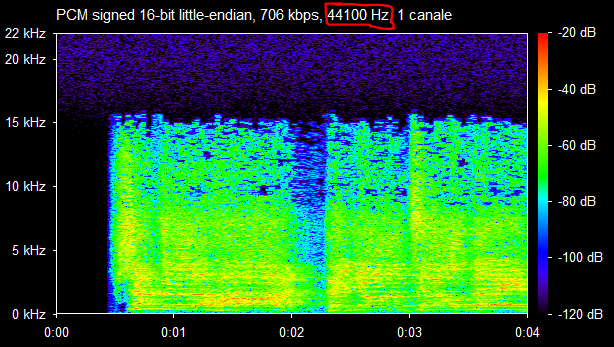 PCM signed 16-bit little-endian, 706 kbps, 44100 Hz, 1 canale
22 kHz
20 kHz
15 kHz
10 kHz
5 kHz
0 kHz
0:00 0:01 0:02 0:03 0:04
-20 dB
-40 dB
-60 dB
-80 dB
-100 dB
-120 dB